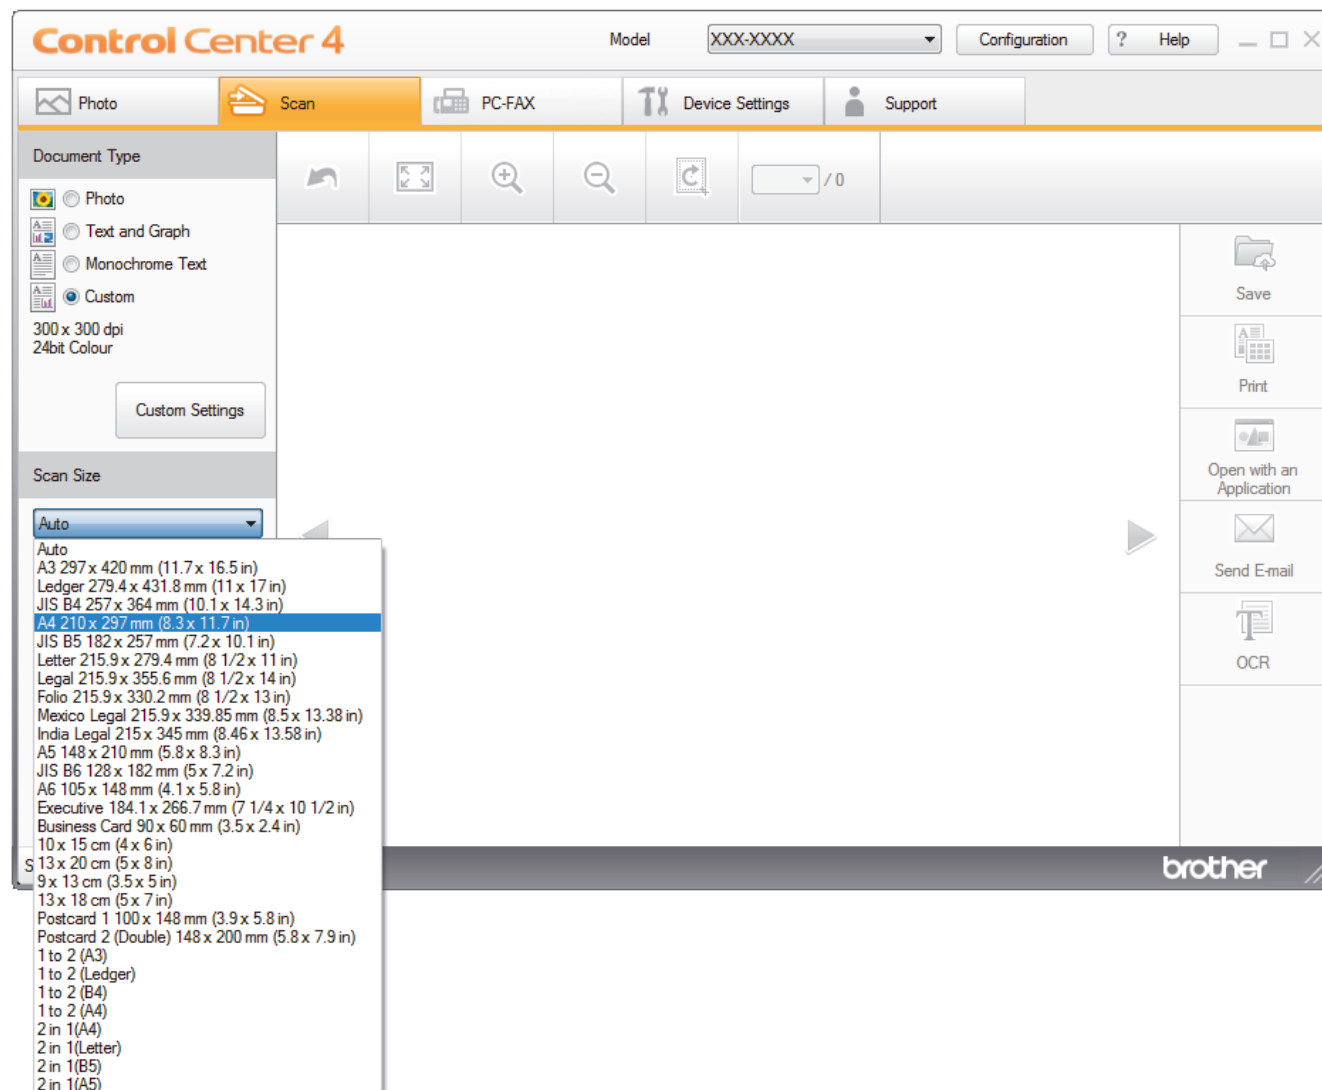 Control Center 4
Model
XXX-XXXX
Configuration
? Help
Photo
Scan
PC-FAX
Device Settings
Support
Document Type
Photo
Text and Graph
Monochrome Text
Custom
300 x 300 dpi
24bit Colour
Custom Settings
Scan Size
Auto
/ 0
Save
Print
Open with an
Application
Send E-mail
OCR
Auto
A3 297 x 420 mm (11.7 x 16.5 in)
Ledger 279.4 x 431.8 mm (11 x 17 in)
JIS B4 257 x 364 mm (10.1 x 14.3 in)
A4 210 x 297 mm (8.3 x 11.7 in)
JIS B5 182 x 257 mm (7.2 x 10.1 in)
Letter 215.9 x 279.4 mm (8 1/2 x 11 in)
Legal 215.9 x 355.6 mm (8 1/2 x 14 in)
Folio 215.9 x 330.2 mm (8 1/2 x 13 in)
Mexico Legal 215.9 x 339.85 mm (8.5 x 13.38 in)
India Legal 215 x 345 mm (8.46 x 13.58 in)
A5 148 x 210 mm (5.8 x 8.3 in)
JIS B6 128 x 182 mm (5 x 7.2 in)
A6 105 x 148 mm (4.1 x 5.8 in)
Executive 184.1 x 266.7 mm (7 1/4 x 10 1/2 in)
Business Card 90 x 60 mm (3.5 x 2.4 in)
10 x 15 cm (4 x 6 in)
13 x 20 cm (5 x 8 in)
9 x 13 cm (3.5 x 5 in)
13 x 18 cm (5 x 7 in)
Postcard 1 100 x 148 mm (3.9 x 5.8 in)
Postcard 2 (Double) 148 x 200 mm (5.8 x 7.9 in)
1 to 2 (A3)
1 to 2 (Ledger)
1 to 2 (B4)
1 to 2 (A4)
2 in 1(A4)
2 in 1(Letter)
2 in 1(B5)
2 in 1(A5)
brother